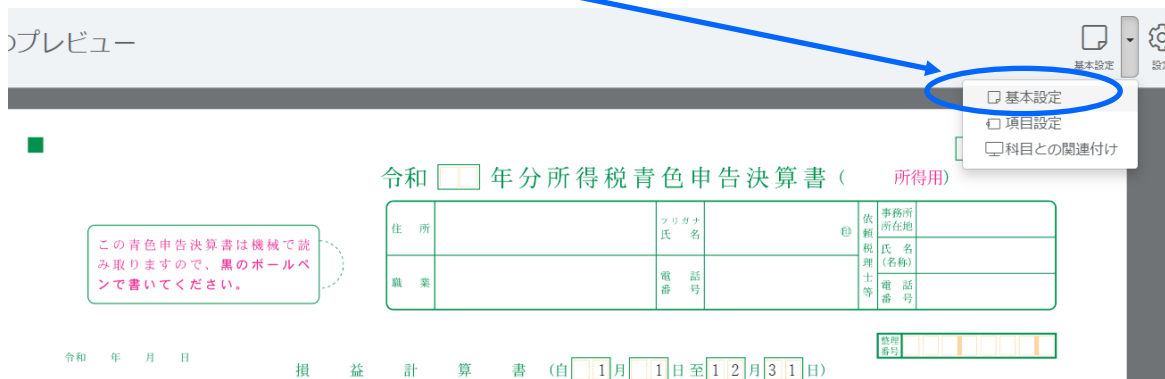 のプレビュー
基本設定
設定
基本設定
項目設定
科目との関連付け
令和 年分所得税青色申告決算書( 所得用)
この青色申告決算書は機械で読
み取りますので、黒のボールペ
ンで書いてください。
住所
フリガナ
氏名
印
依頼税理士等
事務所
所在地
氏名
(名称)
職業
電話
番号
電話
番号
整理
番号
令和 年 月 日
損益計算書 (自 1月 1日至12月31日)